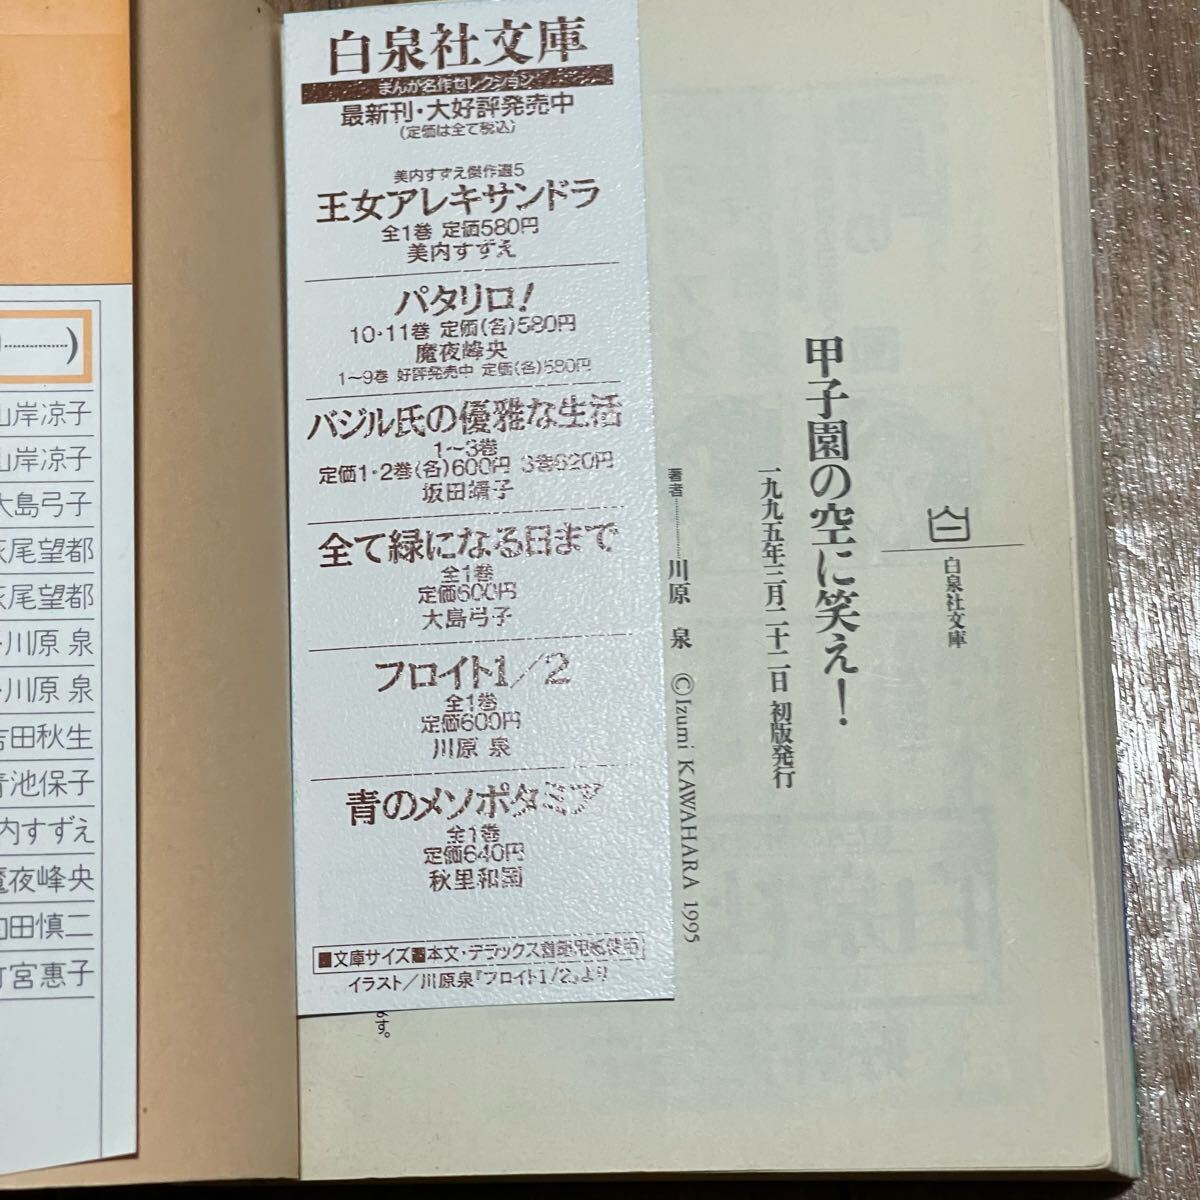 白泉社文庫
まんが名作セレクション
最新刊・大好評発売中
(定価は全て税込)
美内すずえ傑作選5
王女アレキサンドラ
全1巻 定価580円
美内すずえ
パタリロ!
10・11巻 定価(各)580円
魔夜峰央
1〜9巻 好評発売中 定価(各)580円
バジル氏の優雅な生活
1〜3巻
定価1・2巻(各)600円 3巻620円
坂田靖子
全て緑になる日まで
全1巻
定価600円
大島弓子
フロイト1/2
全1巻
定価600円
川原 泉
青のメソポタミア
全1巻
定価640円
秋里和国
■文庫サイズ■本文・デラックス
イラスト/川原泉『フロイト1/2』より
白泉社文庫
甲子園の空に笑え!
一九九五年三月二十二日 初版発行
著者…………川原 泉
©Izumi KAWAHARA 1995
ます。
)
山岸凉子
山岸凉子
大島弓子
萩尾望都
萩尾望都
川原 泉
川原 泉
吉田秋生
青池保子
内すずえ
魔夜峰央
田慎二
宮惠子